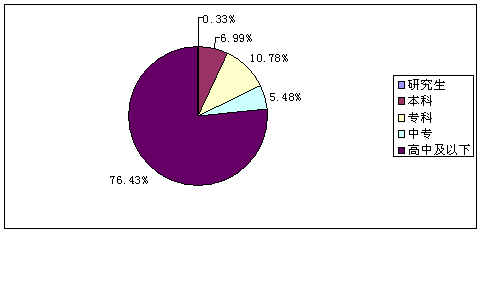 0.33%
6.99%
10.78%
5.48%
76.43%
研究生
本科
专科
中专
高中及以下